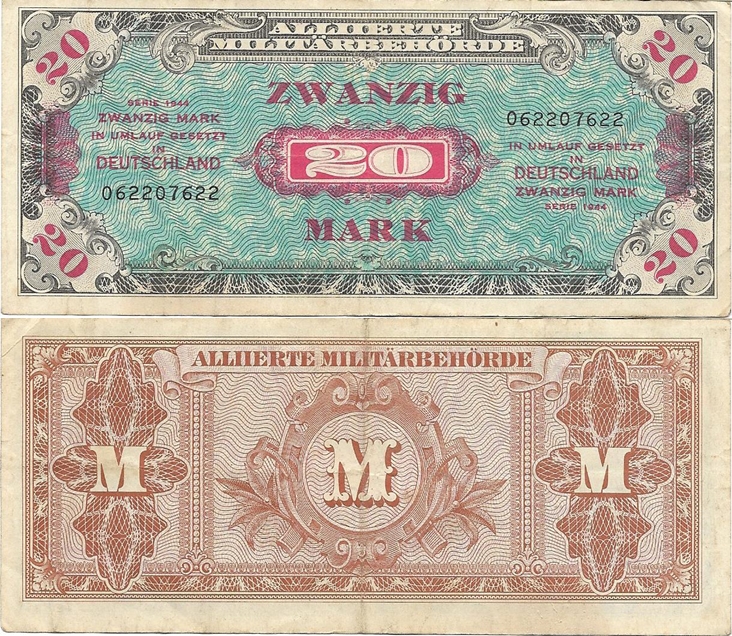 20
ALLIIERTE
MILITÄRBEHÖRDE
20
ZWANZIG
SERIE 1944
ZWANZIG MARK
IN UMLAUF GESETZT
IN
DEUTSCHLAND
062207622
20
062207622
IN UMLAUF GESETZT
IN
DEUTSCHLAND
ZWANZIG MARK
SERIE 1944
MARK
20
20
ALLIIERTE MILITÄRBEHÖRDE
M
M
M